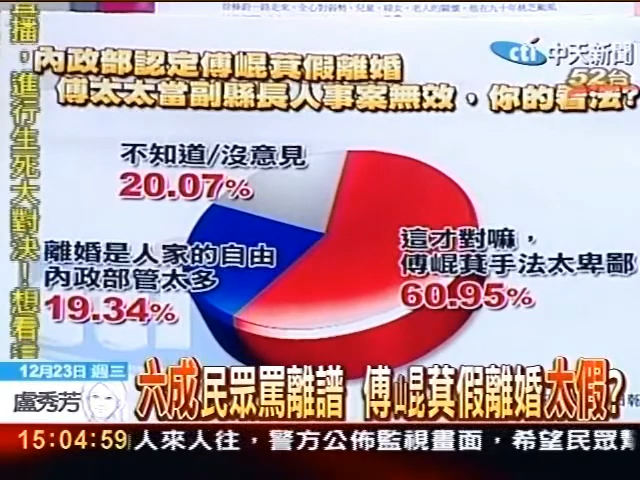 cti 中天新聞
52台
內政部認定傅崐萁假離婚
傅太太當副縣長人事案無效，你的看法?
不知道/沒意見
20.07%
離婚是人家的自由
內政部管太多
19.34%
這才對嘛，
傅崐萁手法太卑鄙
60.95%
播，進行生死大對決！想看這
12月23日 週三
盧秀芳
六成民眾罵離譜 傅崐萁假離婚太假?
15:04:59 人來人往，警方公佈監視畫面，希望民眾幫